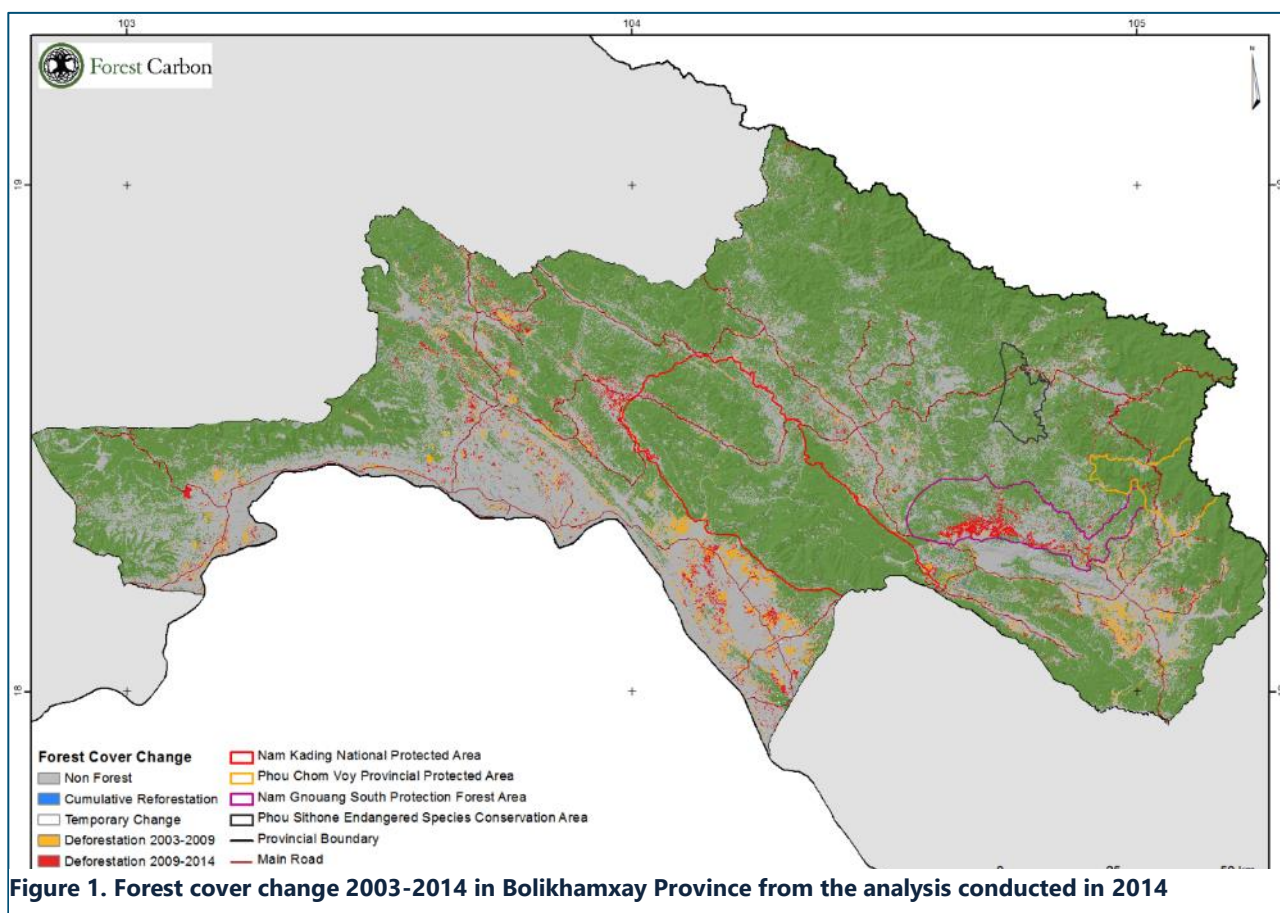 103
104
105
Forest Carbon
N
19
18
Forest Cover Change
Non Forest
Cumulative Reforestation
Temporary Change
Deforestation 2003-2009
Deforestation 2009-2014
Nam Kading National Protected Area
Phou Chom Voy Provincial Protected Area
Nam Gnouang South Protection Forest Area
Phou Sithone Endangered Species Conservation Area
Provincial Boundary
Main Road
Figure 1. Forest cover change 2003-2014 in Bolikhamxay Province from the analysis conducted in 2014